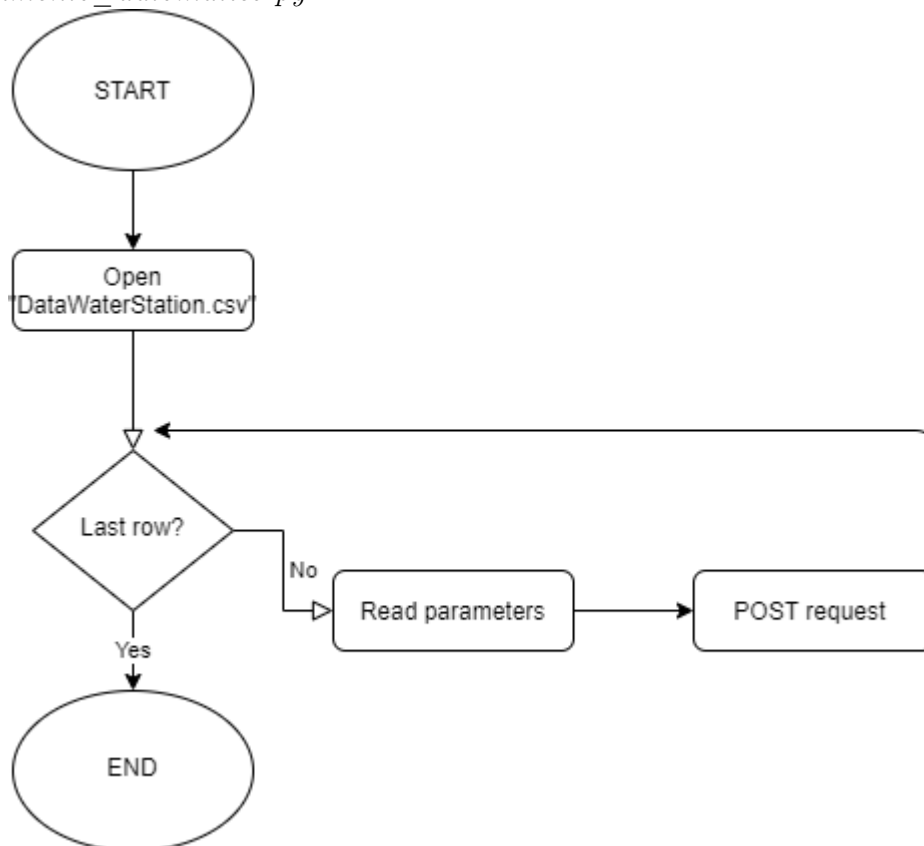 START
Open
"DataWaterStation.csv"
Last row?
No
Read parameters
POST request
Yes
END